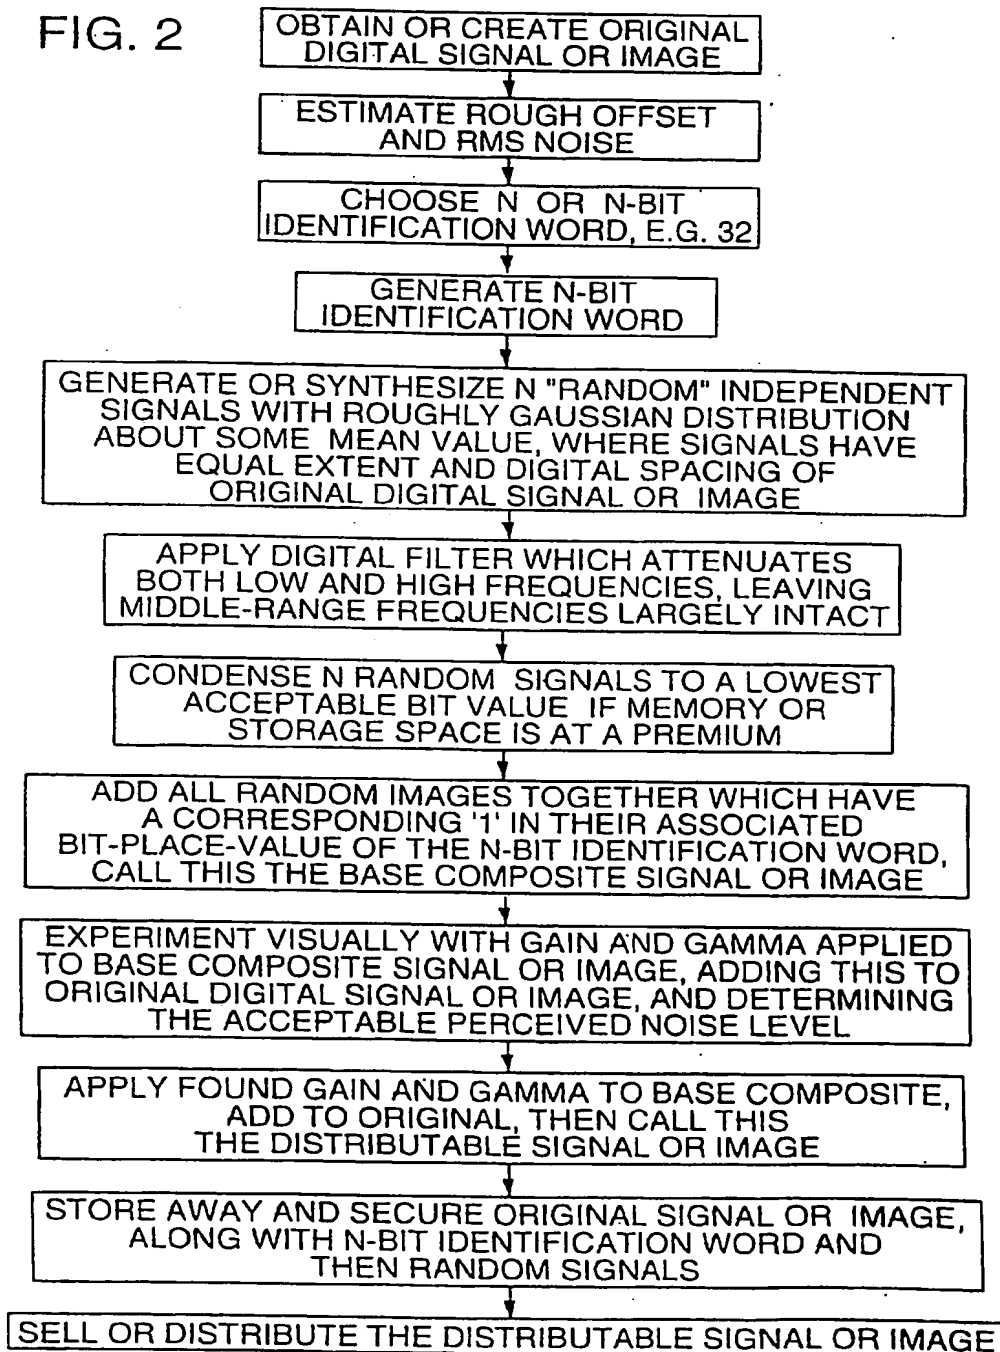 FIG. 2
OBTAIN OR CREATE ORIGINAL
DIGITAL SIGNAL OR IMAGE
ESTIMATE ROUGH OFFSET
AND RMS NOISE
CHOOSE N OR N-BIT
IDENTIFICATION WORD, E.G. 32
GENERATE N-BIT
IDENTIFICATION WORD
GENERATE OR SYNTHESIZE N "RANDOM" INDEPENDENT
SIGNALS WITH ROUGHLY GAUSSIAN DISTRIBUTION
ABOUT SOME MEAN VALUE, WHERE SIGNALS HAVE
EQUAL EXTENT AND DIGITAL SPACING OF
ORIGINAL DIGITAL SIGNAL OR IMAGE
APPLY DIGITAL FILTER WHICH ATTENUATES
BOTH LOW AND HIGH FREQUENCIES, LEAVING
MIDDLE-RANGE FREQUENCIES LARGELY INTACT
CONDENSE N RANDOM SIGNALS TO A LOWEST
ACCEPTABLE BIT VALUE IF MEMORY OR
STORAGE SPACE IS AT A PREMIUM
ADD ALL RANDOM IMAGES TOGETHER WHICH HAVE
A CORRESPONDING '1' IN THEIR ASSOCIATED
BIT-PLACE-VALUE OF THE N-BIT IDENTIFICATION WORD,
CALL THIS THE BASE COMPOSITE SIGNAL OR IMAGE
EXPERIMENT VISUALLY WITH GAIN AND GAMMA APPLIED
TO BASE COMPOSITE SIGNAL OR IMAGE, ADDING THIS TO
ORIGINAL DIGITAL SIGNAL OR IMAGE, AND DETERMINING
THE ACCEPTABLE PERCEIVED NOISE LEVEL
APPLY FOUND GAIN AND GAMMA TO BASE COMPOSITE,
ADD TO ORIGINAL, THEN CALL THIS
THE DISTRIBUTABLE SIGNAL OR IMAGE
STORE AWAY AND SECURE ORIGINAL SIGNAL OR IMAGE,
ALONG WITH N-BIT IDENTIFICATION WORD AND
THEN RANDOM SIGNALS
SELL OR DISTRIBUTE THE DISTRIBUTABLE SIGNAL OR IMAGE